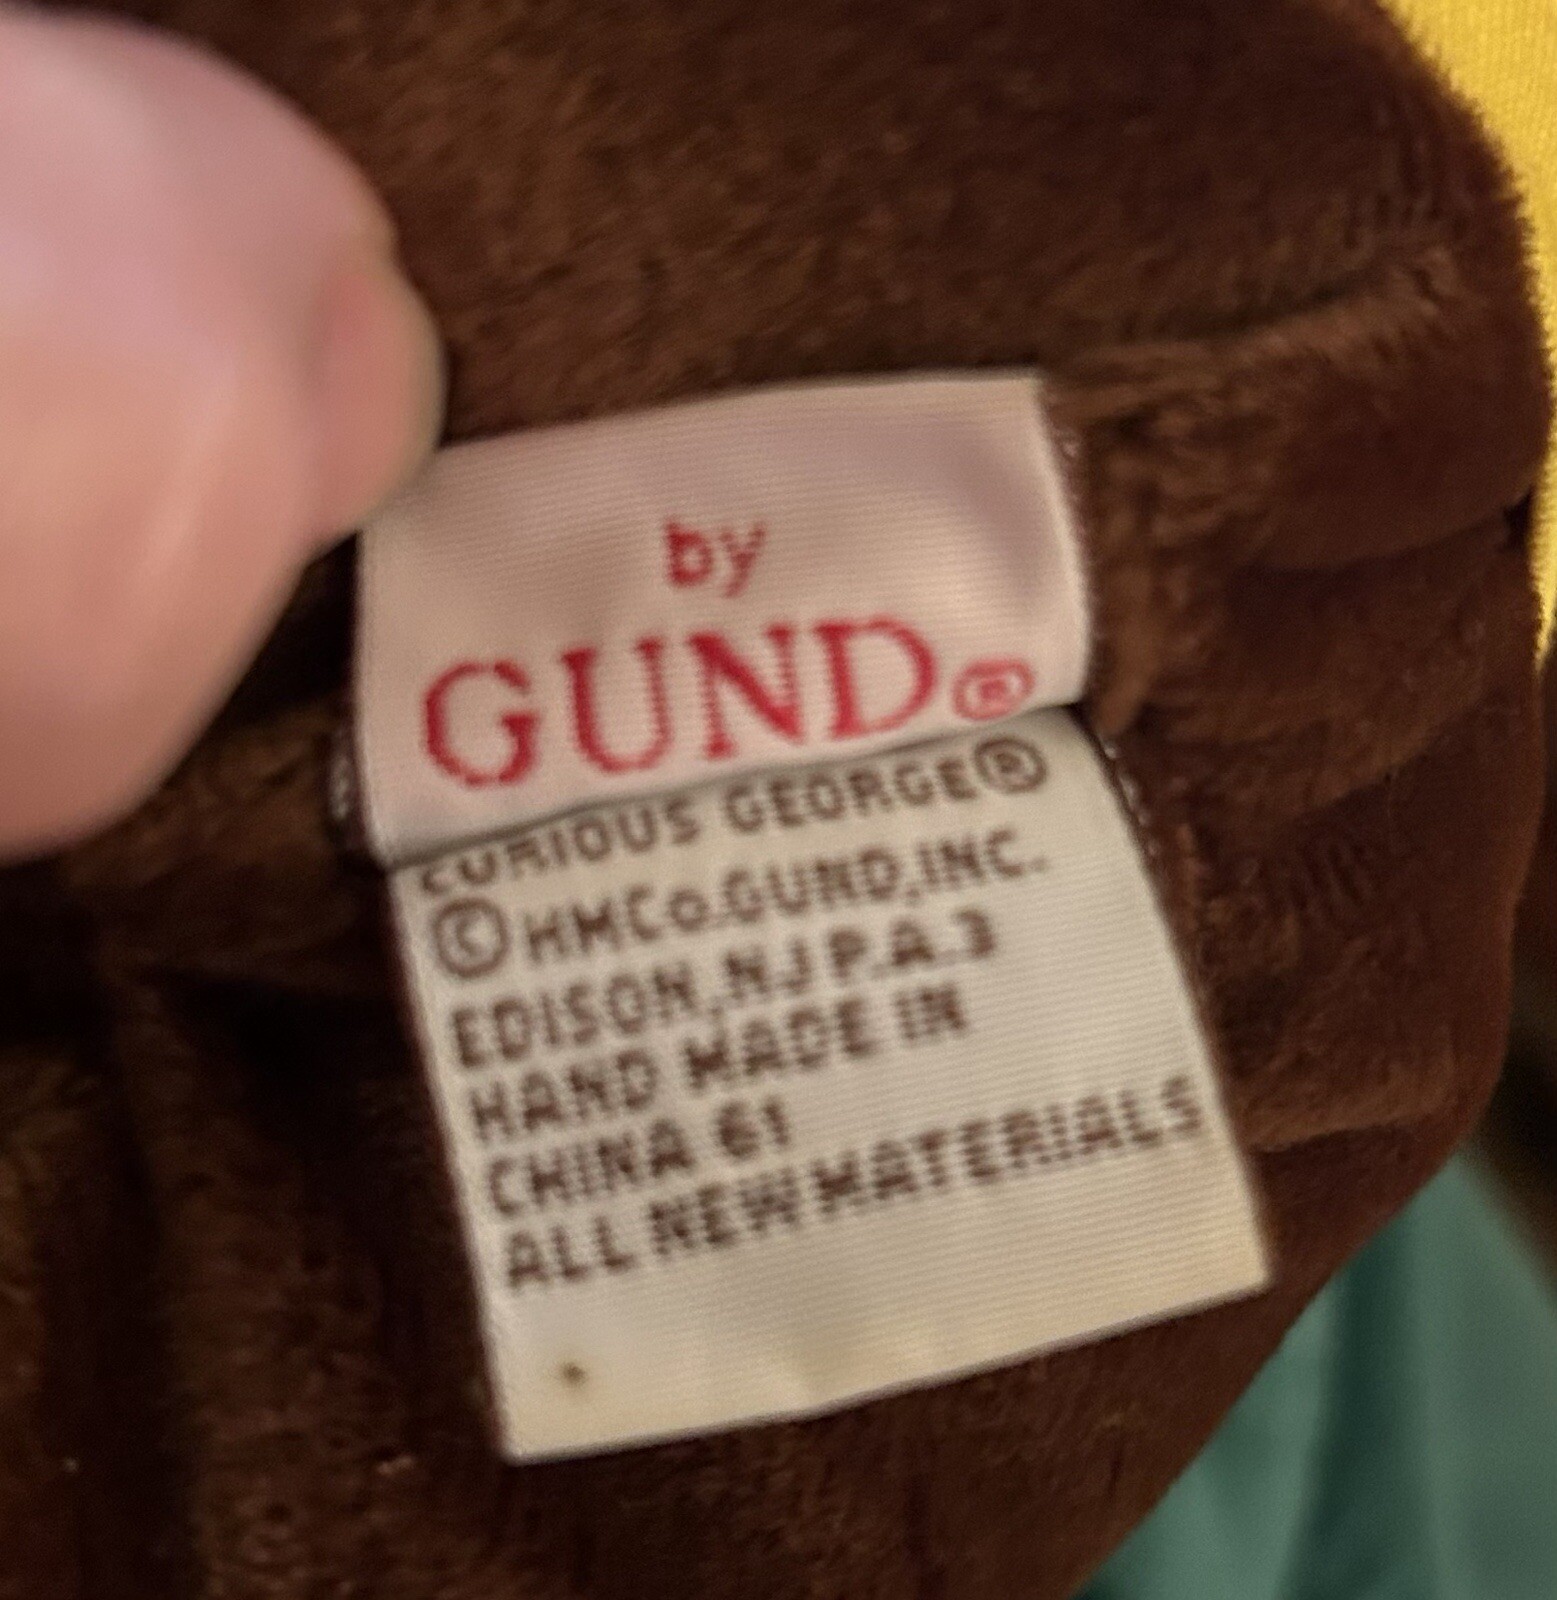 by
GUND®
CURIOUS GEORGE®
©HMCo.GUND,INC.
EDISON,NJ P.A.3
HAND MADE IN
CHINA 61
ALL NEW MATERIALS